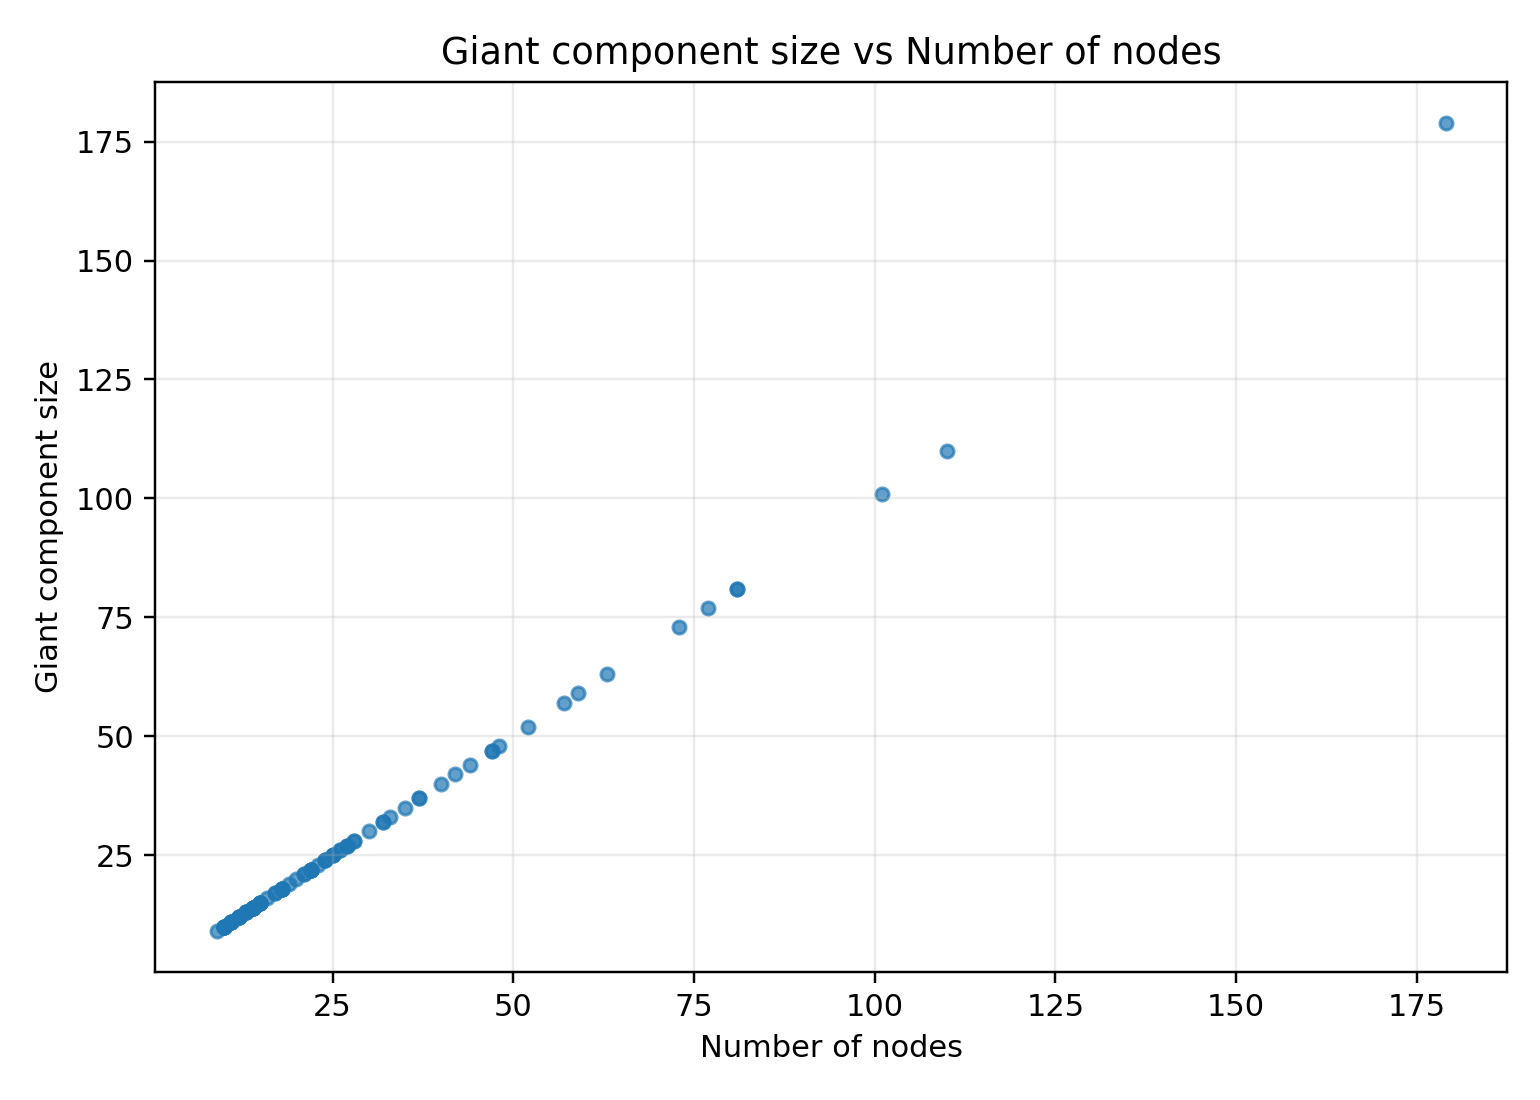 Giant component size vs Number of nodes
Giant component size
175
150
125
100
75
50
25
25 50 75 100 125 150 175
Number of nodes